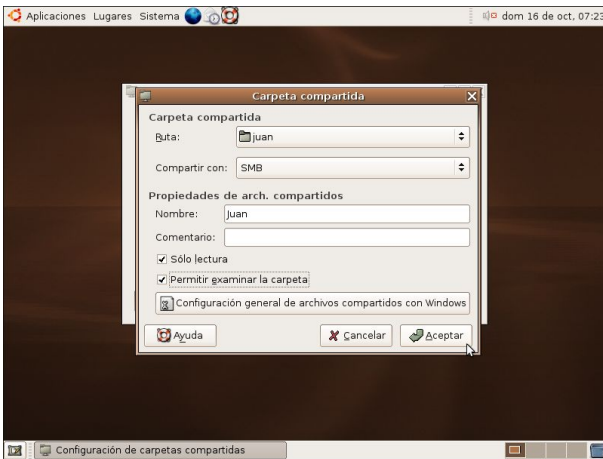 Aplicaciones Lugares Sistema dom 16 de oct, 07:23
Carpeta compartida
Carpeta compartida
Ruta: juan
Compartir con: SMB
Propiedades de arch. compartidos
Nombre: Juan
Comentario:
Sólo lectura
Permitir examinar la carpeta
Configuración general de archivos compartidos con Windows
Ayuda Cancelar Aceptar
Configuración de carpetas compartidas